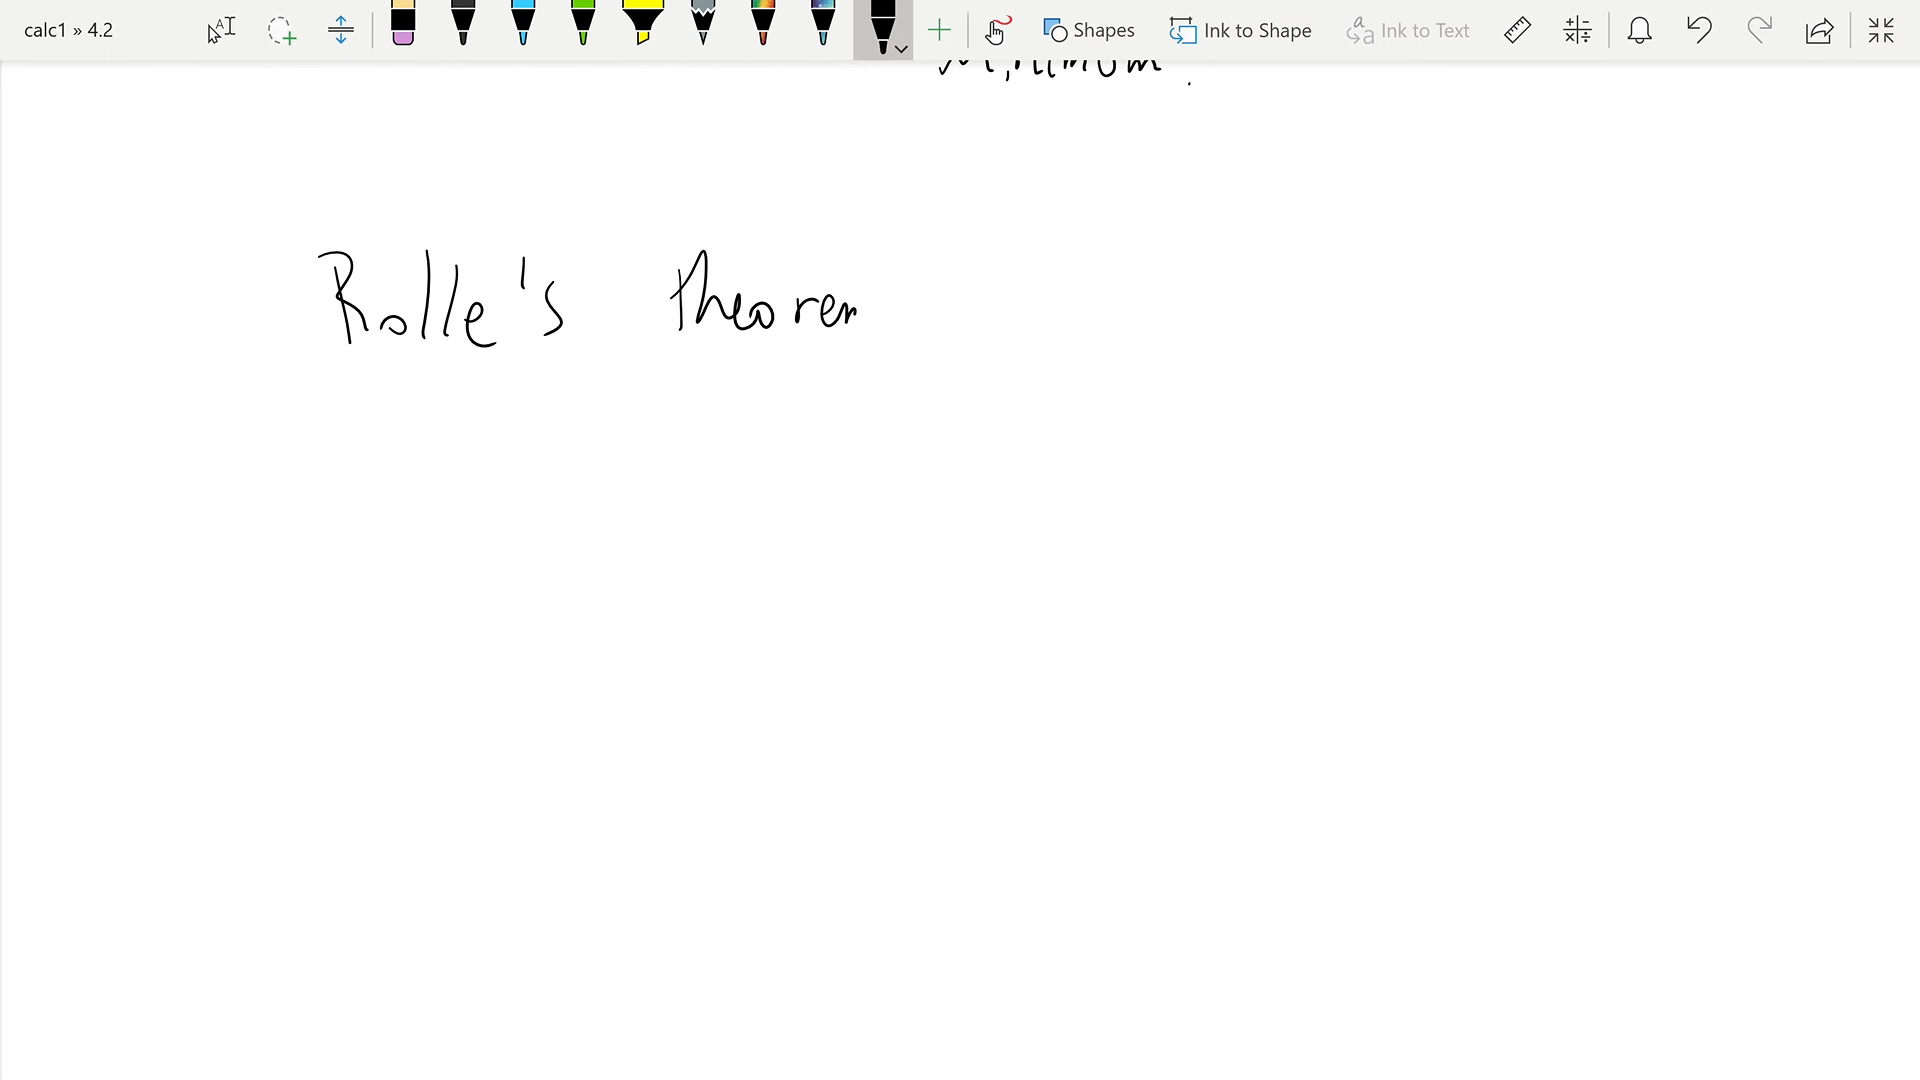 calc1 » 4.2 Shapes Ink to Shape Ink to Text
Rolle's theorem